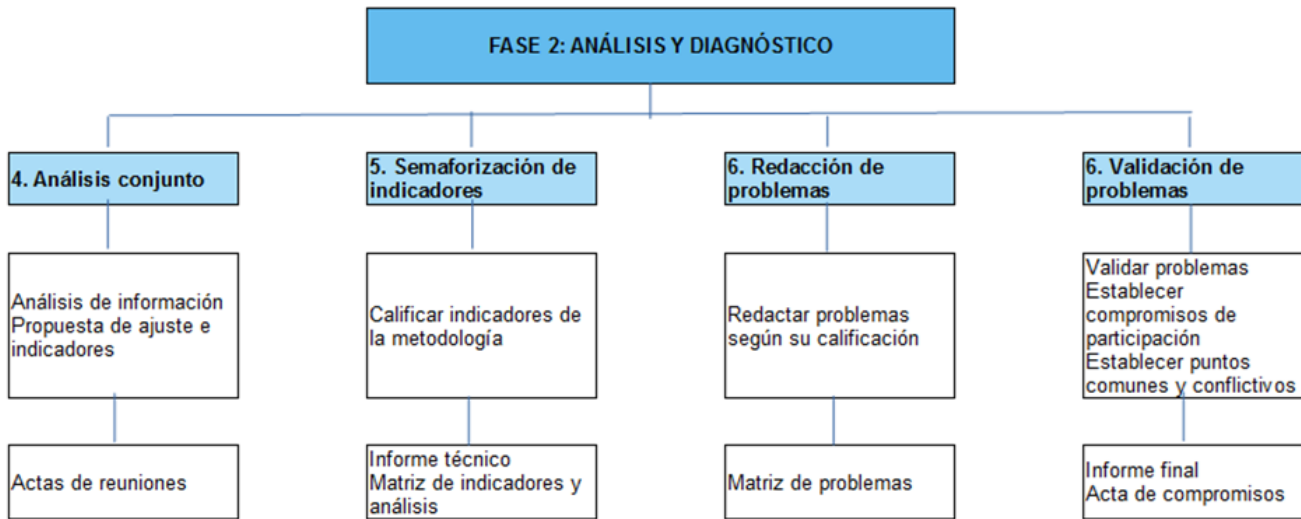 FASE 2: ANÁLISIS Y DIAGNÓSTICO
4. Análisis conjunto
5. Semaforización de
indicadores
6. Redacción de
problemas
6. Validación de
problemas
Análisis de información
Propuesta de ajuste e
indicadores
Calificar indicadores de
la metodología
Redactar problemas
según su calificación
Validar problemas
Establecer
compromisos de
participación
Establecer puntos
comunes y conflictivos
Actas de reuniones
Informe técnico
Matriz de indicadores y
análisis
Matriz de problemas
Informe final
Acta de compromisos